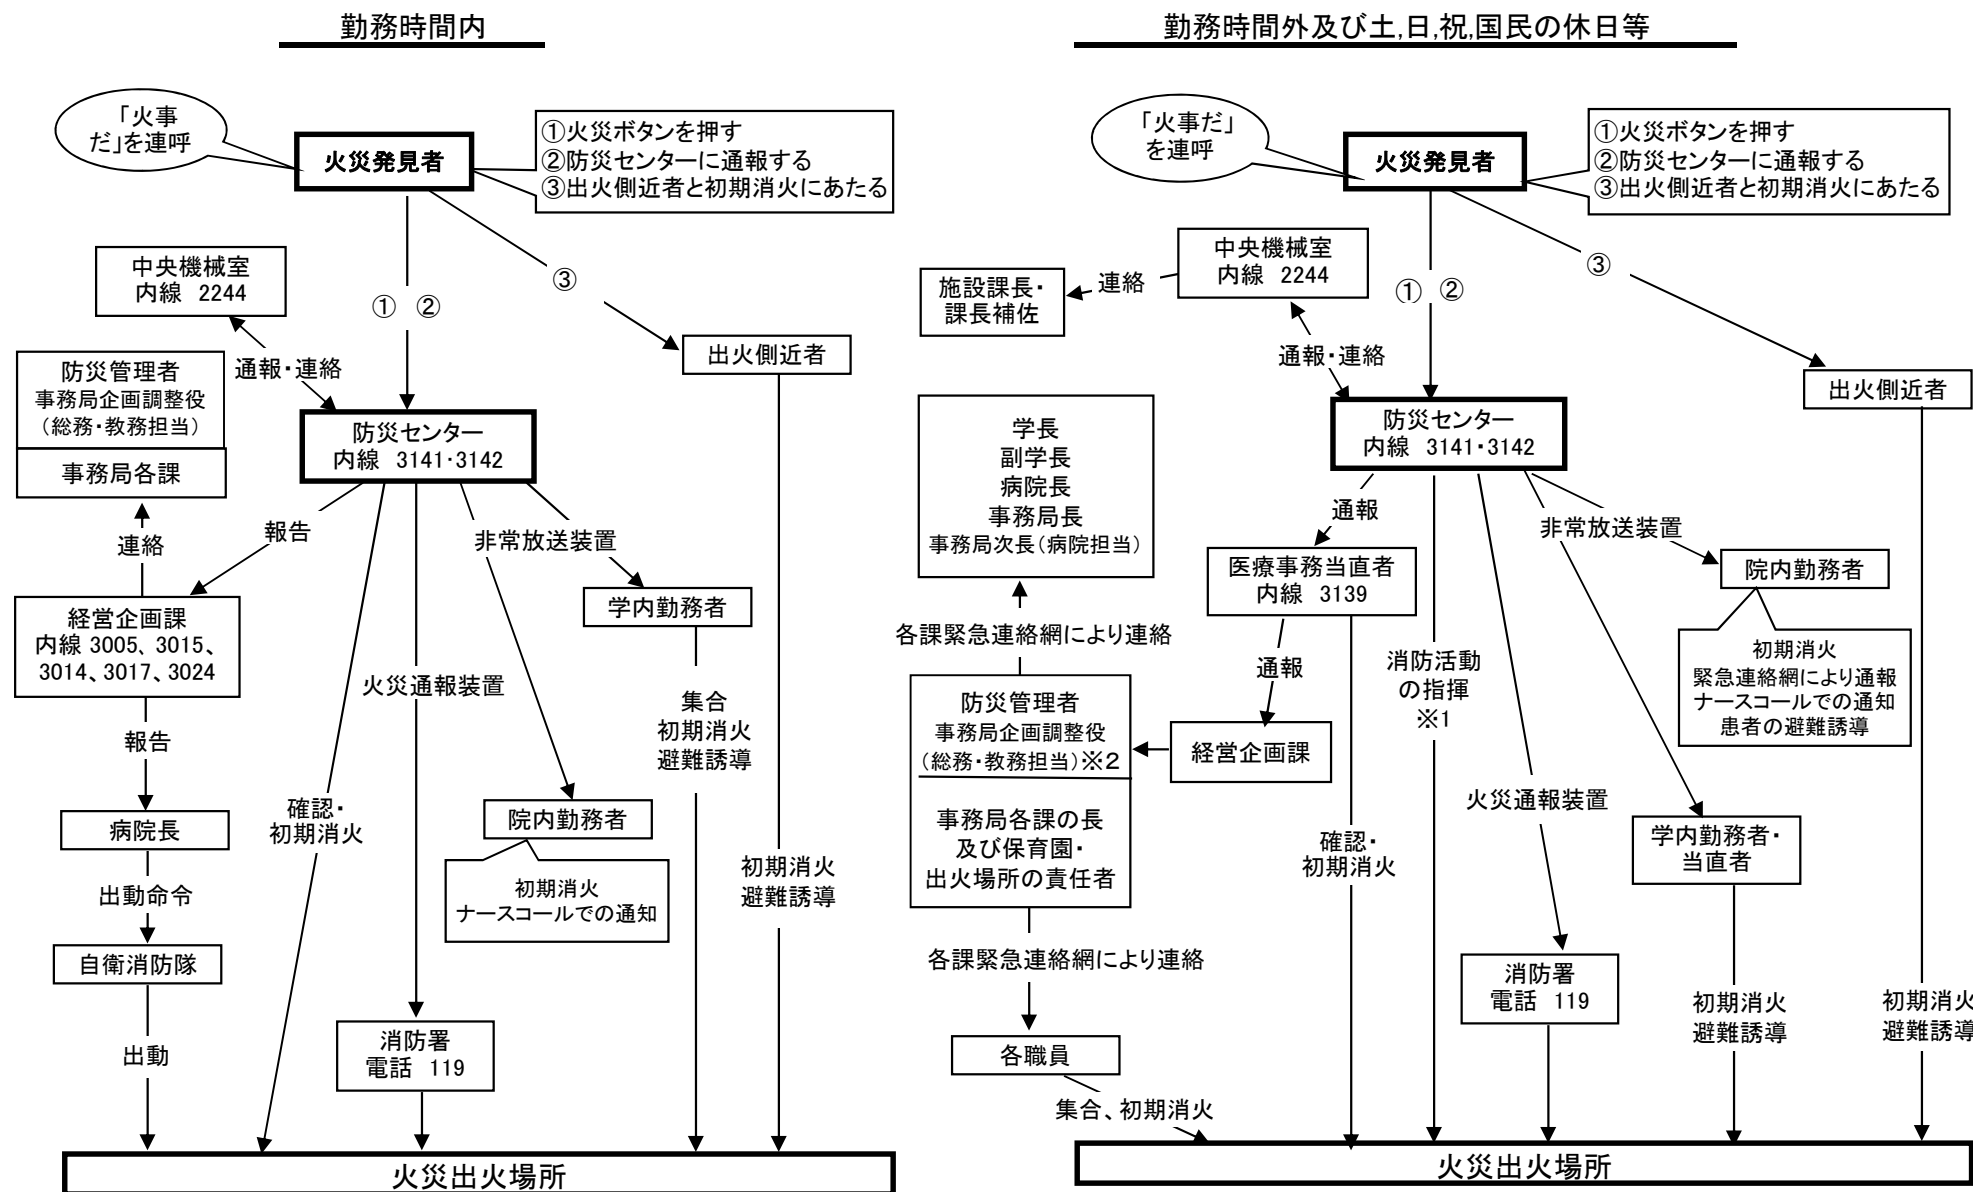 勤務時間内
「火事
だ」を連呼
火災発見者
①火災ボタンを押す
②防災センターに通報する
③出火側近者と初期消火にあたる
中央機械室
内線 2244
① ②
③
出火側近者
通報・連絡
防災管理者
事務局企画調整役
（総務・教務担当）
事務局各課
防災センター
内線 3141・3142
連絡
報告
非常放送装置
学内勤務者
経営企画課
内線 3005、3015、
3014、3017、3024
火災通報装置
集合
初期消火
避難誘導
報告
病院長
確認・
初期消火
院内勤務者
初期消火
ナースコールでの通知
初期消火
避難誘導
出動命令
自衛消防隊
出動
消防署
電話 119
火災出火場所
勤務時間外及び土,日,祝,国民の休日等
「火事だ」
を連呼
火災発見者
①火災ボタンを押す
②防災センターに通報する
③出火側近者と初期消火にあたる
中央機械室
内線 2244
連絡
施設課長・
課長補佐
① ②
③
通報・連絡
出火側近者
防災センター
内線 3141・3142
学長
副学長
病院長
事務局長
事務局次長（病院担当）
通報
非常放送装置
医療事務当直者
内線 3139
院内勤務者
初期消火
緊急連絡網により通報
ナースコールでの通知
患者の避難誘導
各課緊急連絡網により連絡
通報
消防活動
の指揮
※1
防災管理者
事務局企画調整役
（総務・教務担当）※2
経営企画課
事務局各課の長
及び保育園・
出火場所の責任者
確認・
初期消火
火災通報装置
学内勤務者・
当直者
各課緊急連絡網により連絡
消防署
電話 119
初期消火
避難誘導
初期消火
避難誘導
各職員
集合、初期消火
火災出火場所